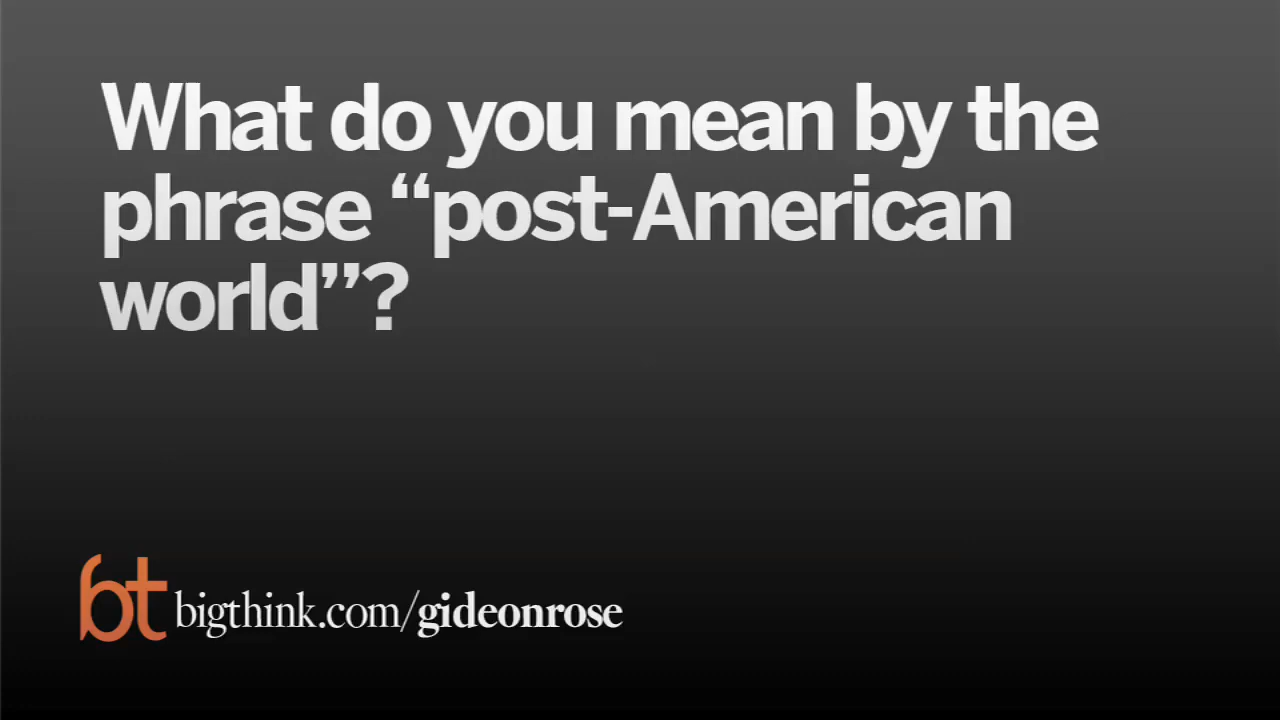 What do you mean by the
phrase “post-American
world”?
bt
bigthink.com/gideonrose